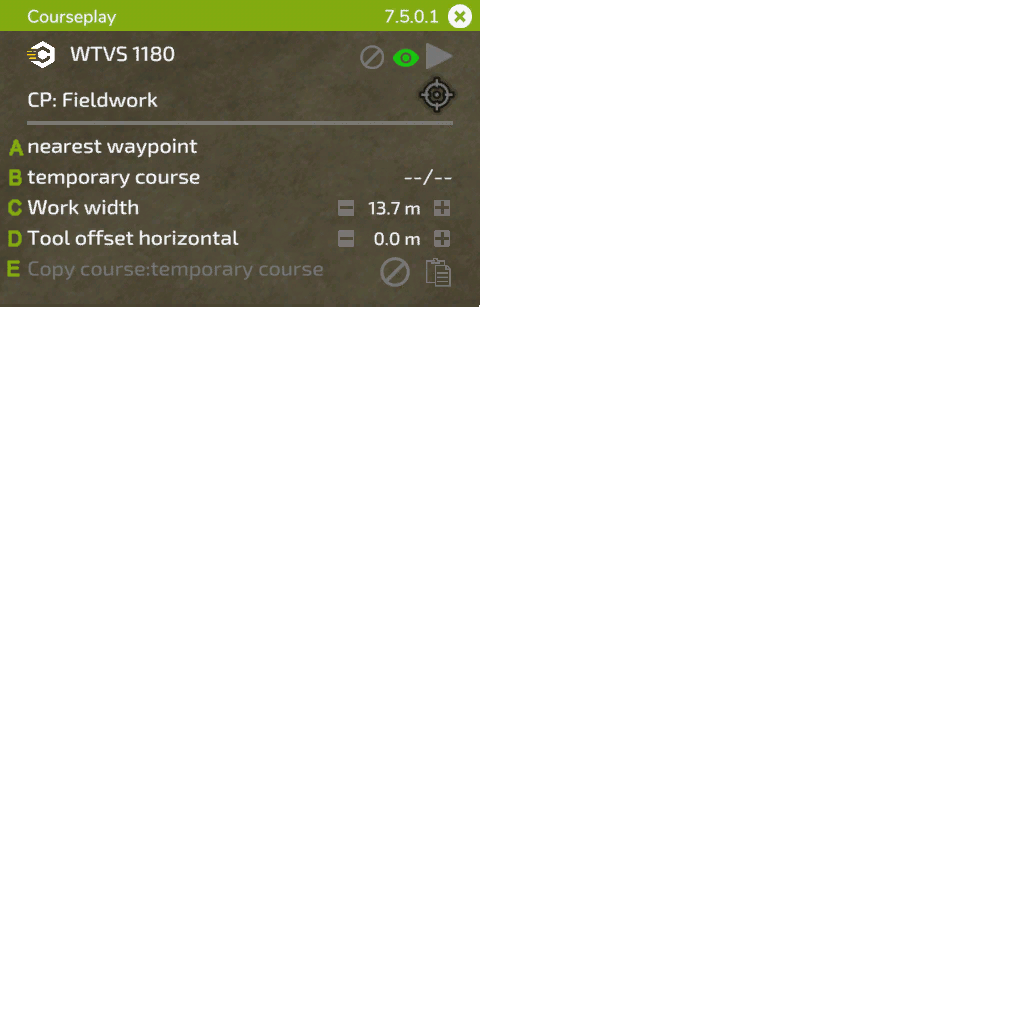 Courseplay 7.5.0.1
WTVS 1180
CP: Fieldwork
A nearest waypoint
B temporary course --/--
C Work width 13.7 m
D Tool offset horizontal 0.0 m
E Copy course:temporary course